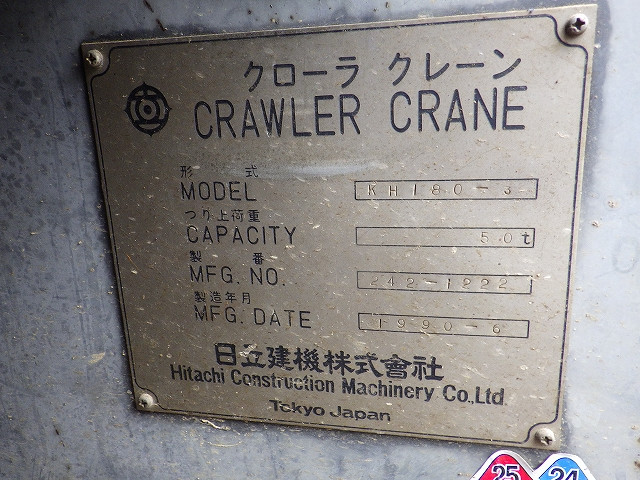 クローラ クレーン
CRAWLER CRANE
形 式
MODEL KH180-3
つり上荷重
CAPACITY 50t
製 番
MFG. NO. 242-1222
製造年月
MFG. DATE 1990-6
日立建機株式會社
Hitachi Construction Machinery Co.,Ltd.
Tokyo Japan
25 24